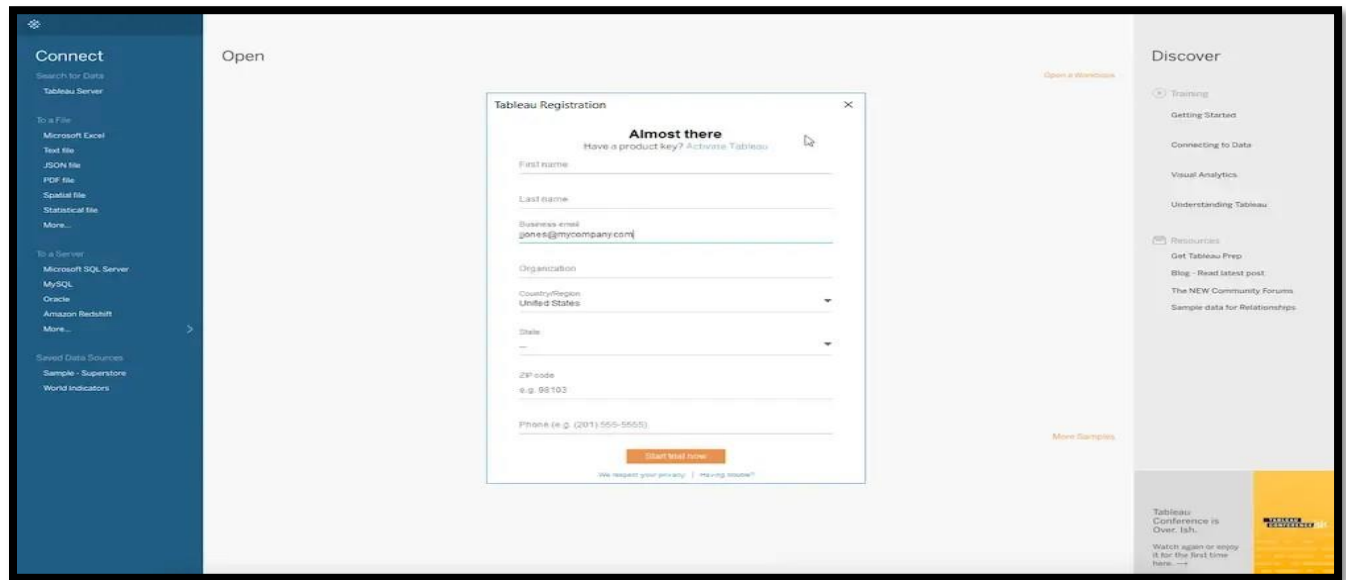 Connect
Search for Data
Tableau Server
To a File
Microsoft Excel
Text file
JSON file
PDF file
Spatial file
Statistical file
More...
To a Server
Microsoft SQL Server
MySQL
Oracle
Amazon Redshift
More...
Saved Data Sources
Sample - Superstore
World Indicators
Open
Open a Workbook
Tableau Registration
Almost there
Have a product key? Activate Tableau
First name
Last name
Business email
jjones@mycompany.com
Organization
Country/Region
United States
State
---
ZIP code
e.g. 98103
Phone (e.g. (201) 555-5555)
Start trial now
We respect your privacy | Having trouble?
More Samples
Discover
Training
Getting Started
Connecting to Data
Visual Analytics
Understanding Tableau
Resources
Get Tableau Prep
Blog - Read latest post
The NEW Community Forums
Sample data for Relationships
Tableau
Conference is
Over. Ish.
Watch again or enjoy
it for the first time
here. →
TABLEAU
CONFERENCE ish